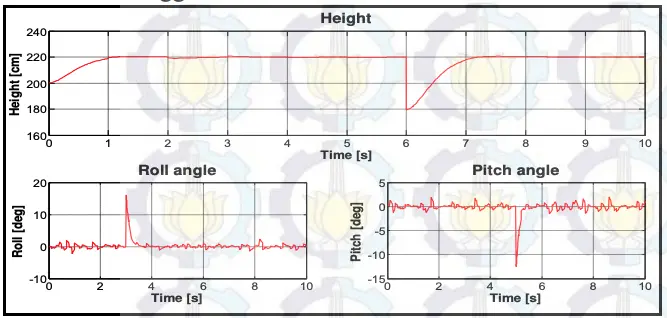 gg
Height
Height [cm]
240
220
200
180
160
0 1 2 3 4 5 6 7 8 9 10
Time [s]
Roll angle
Roll [deg]
20
10
0
-10
0 2 4 6 8 10
Time [s]
Pitch angle
Pitch [deg]
5
0
-5
-10
-15
0 2 4 6 8 10
Time [s]